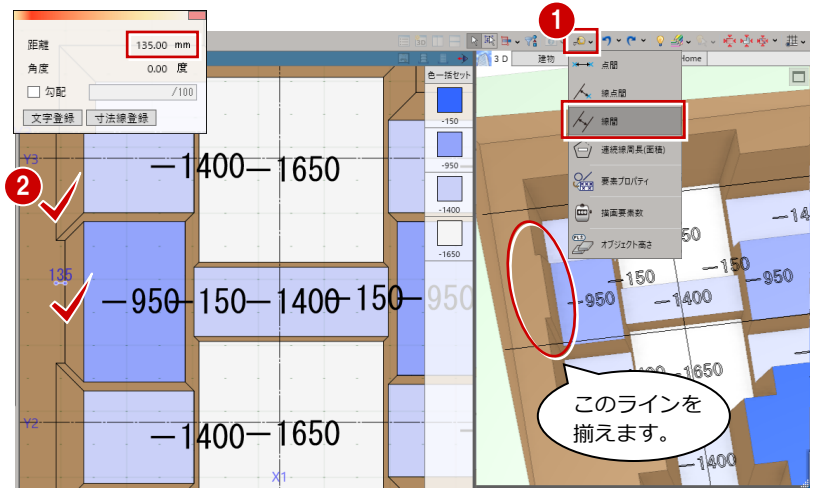 距離 135.00 mm
角度 0.00 度
勾配 /100
文字登録 寸法線登録
1
3D 建物 Home
点間
線点間
線間
連続線周長(面積)
要素プロパティ
描画要素数
オブジェクト高さ
色一括セット
-150
-950
-1400
-1650
Y3
2
-1400 -1650
135
-950 -150 -1400 -150 -950
Y2
-1400 -1650
X1
-14
50
-150 -150 -950
-950 -1400
-1650
-1400
このラインを
揃えます。